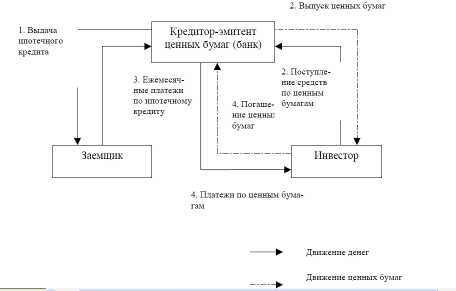 2. Выпуск ценных бумаг
1. Выдача
ипотечного
кредита
Кредитор-эмитент
ценных бумаг (банк)
3. Ежемесяч-
ные платежи
по ипотечному
кредиту
2. Поступле-
ние средств
по ценным
бумагам
4. Погаше-
ние ценны:
бумаг
Заемщик
Инвестор
4. Платежи по ценным бума-
гам
Движение денег
Движение ценных бумаг